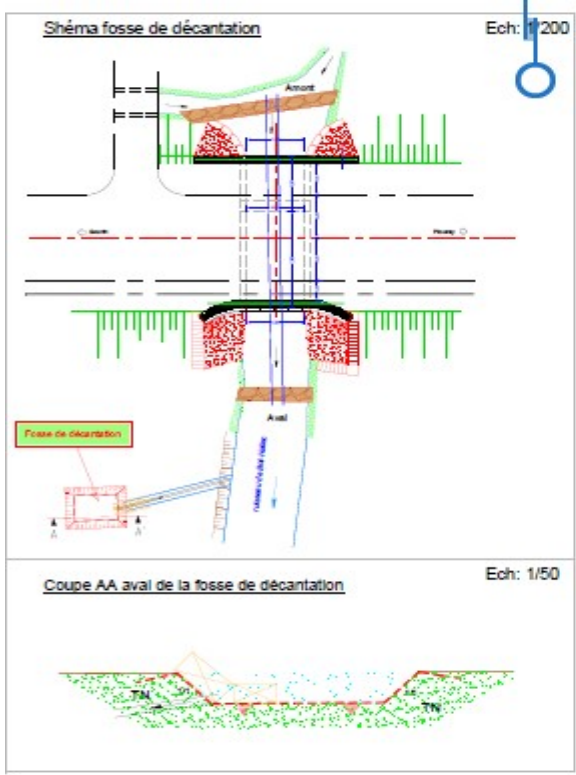 Shéma fosse de décantation
Ech: 1/200
Amont
Aval
Fosse de décantation
A
A
Coupe AA aval de la fosse de décantation
Ech: 1/50
TN
TN